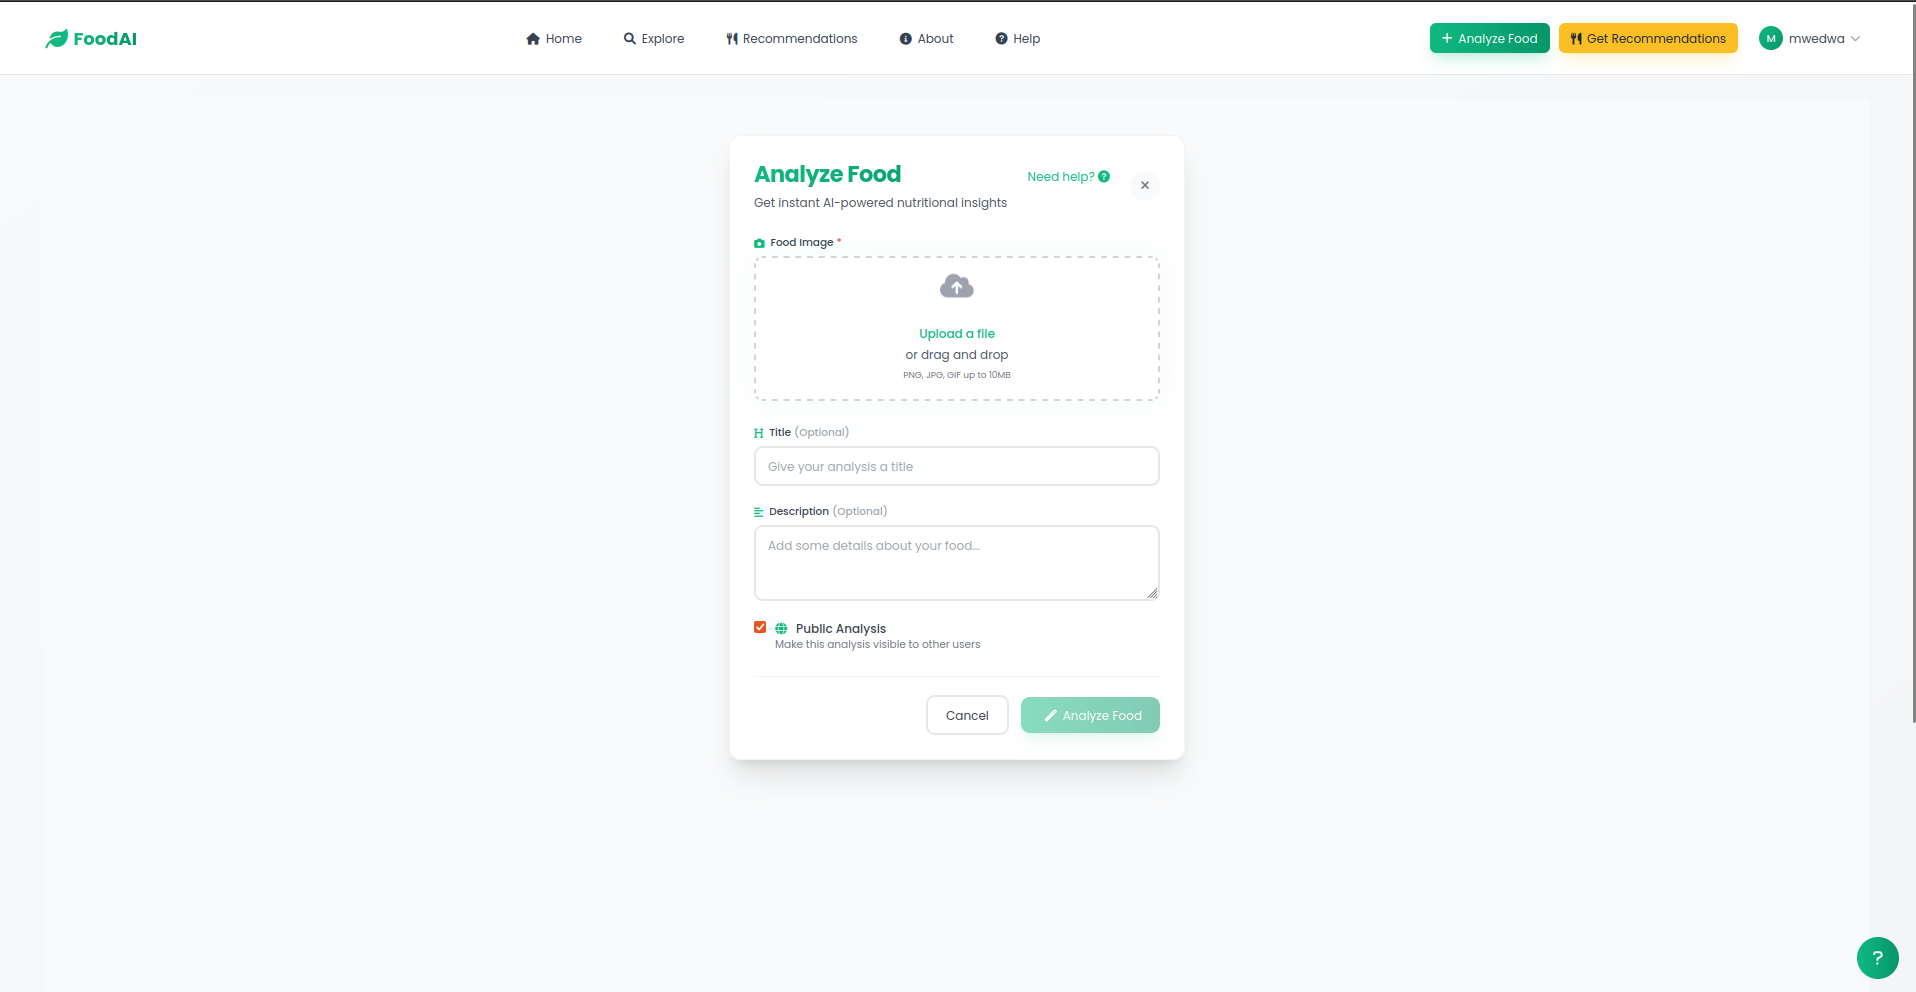 FoodAI
Home
Explore
Recommendations
About
Help
Analyze Food
Get Recommendations
M
mwedwa
Analyze Food
Need help?
Get instant AI-powered nutritional insights
Food Image *
Upload a file
or drag and drop
PNG, JPG, GIF up to 10MB
Title (Optional)
Give your analysis a title
Description (Optional)
Add some details about your food...
Public Analysis
Make this analysis visible to other users
Cancel
Analyze Food
?